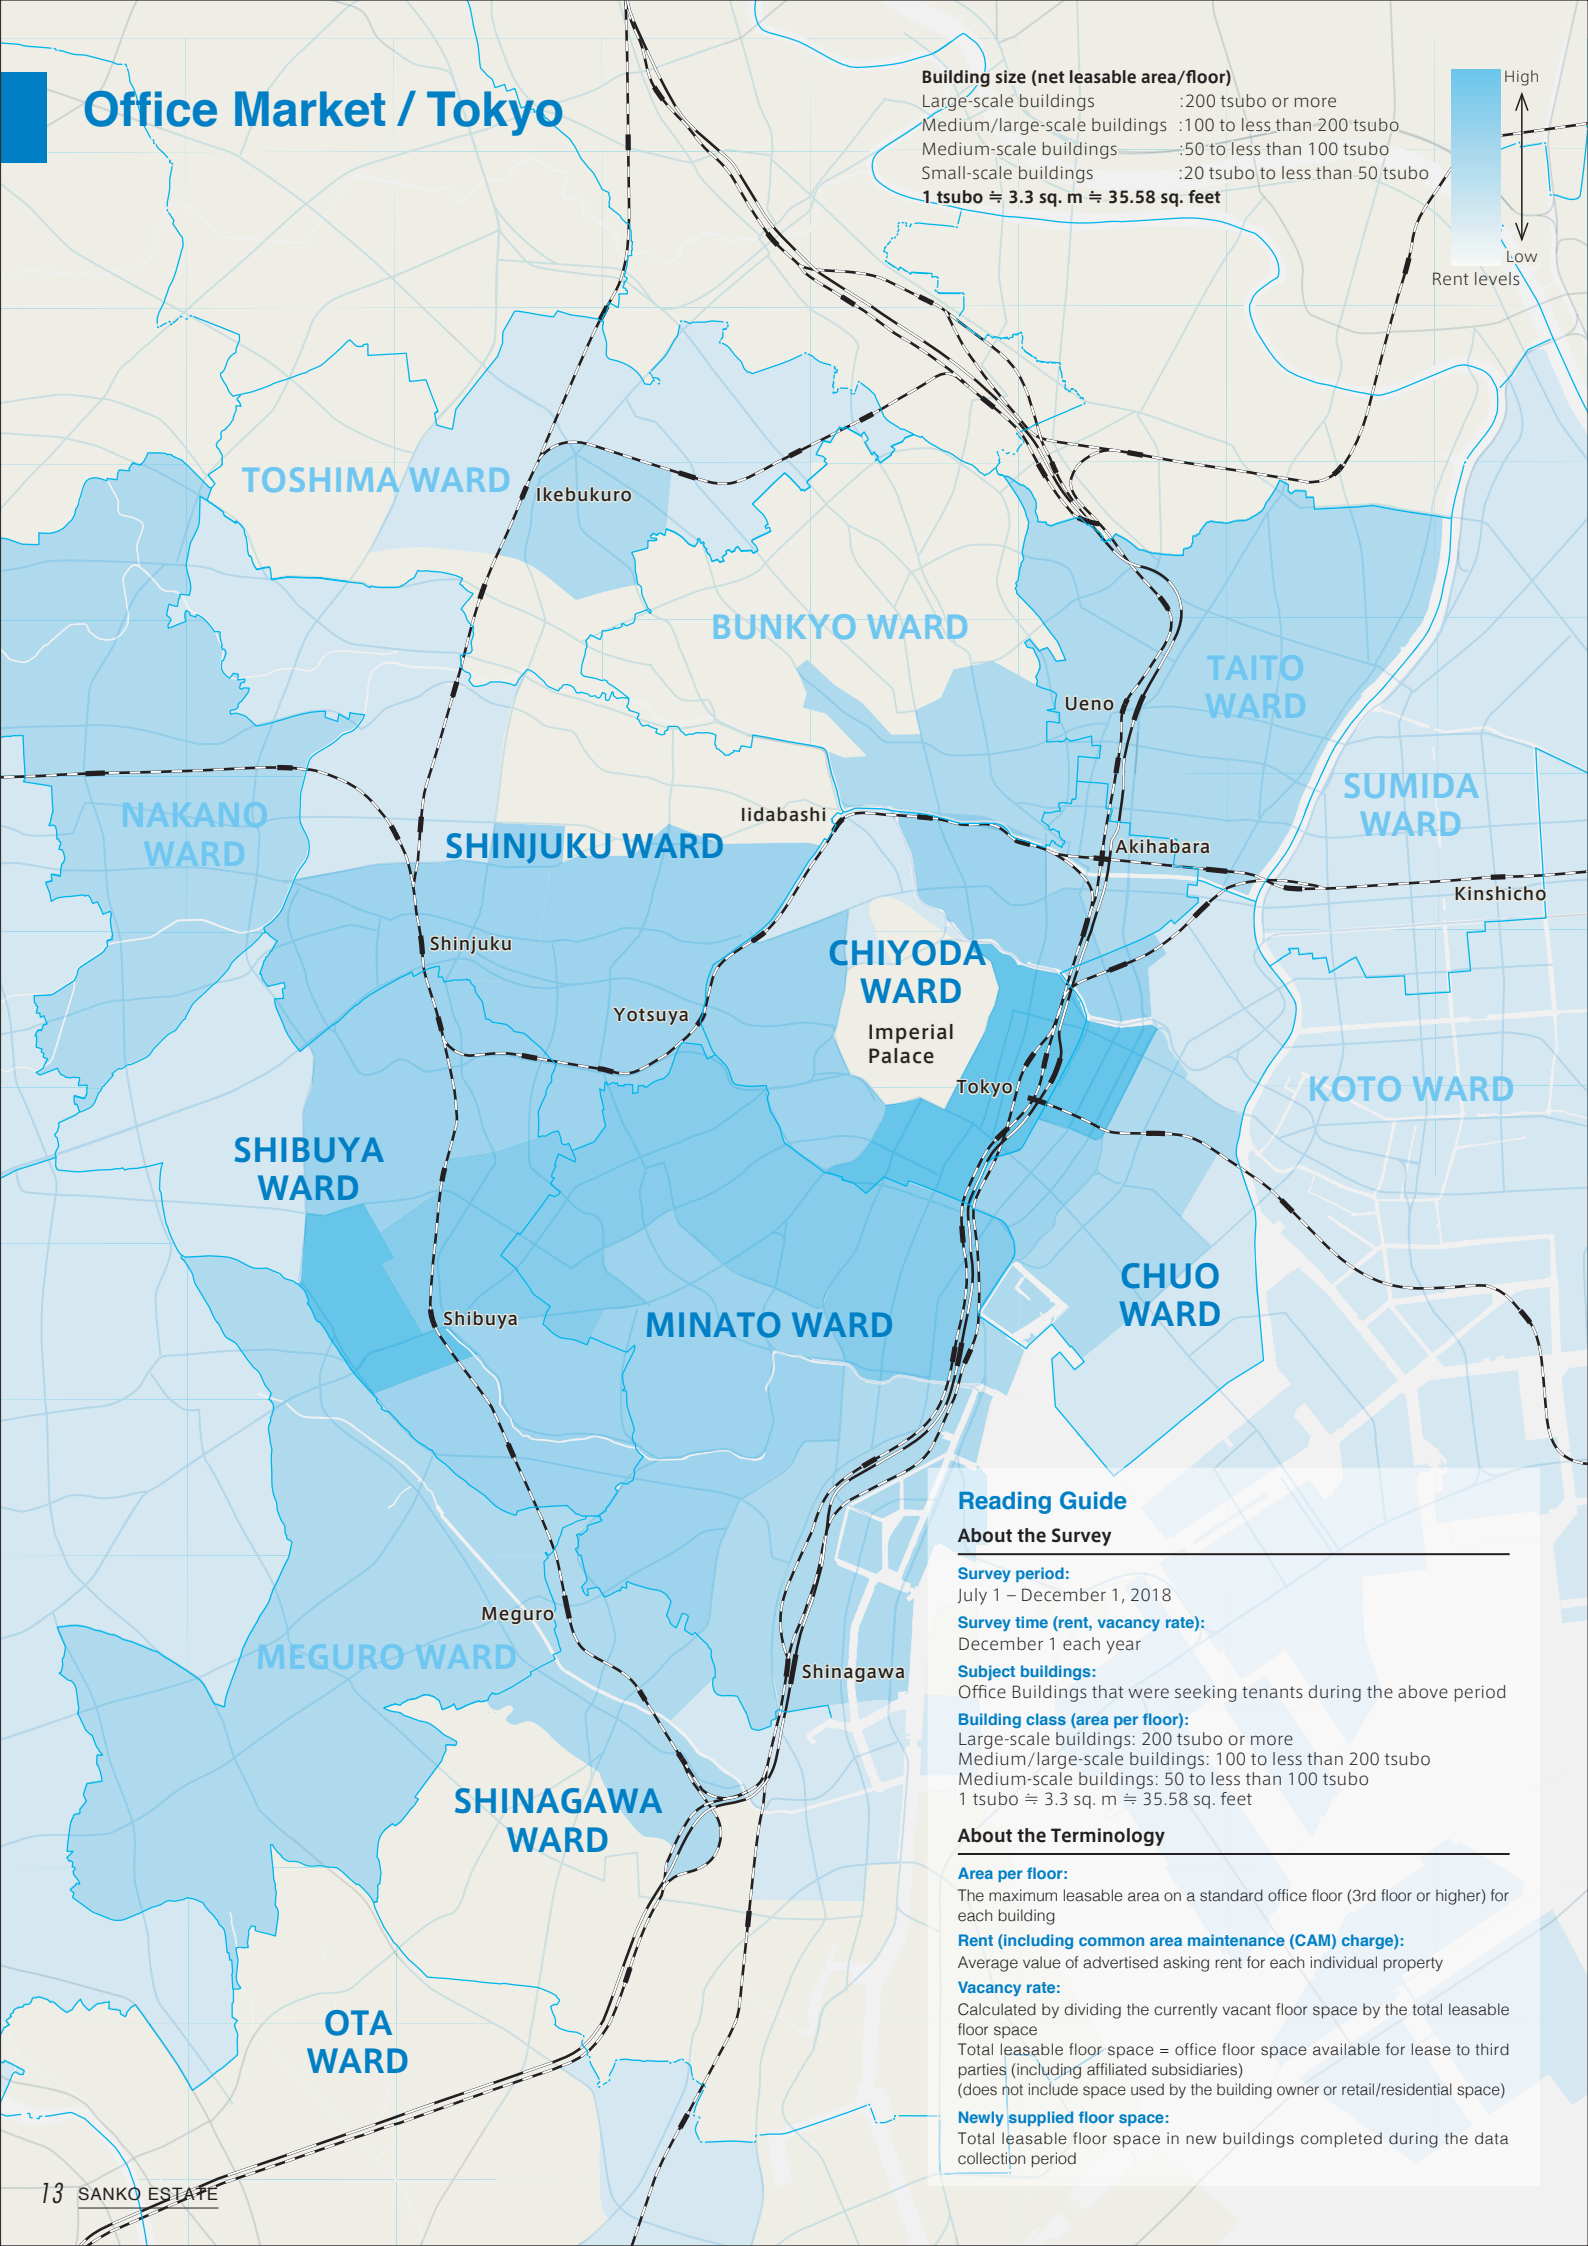 Office Market / Tokyo
Building size (net leasable area/floor)
Large-scale buildings :200 tsubo or more
Medium/large-scale buildings :100 to less than 200 tsubo
Medium-scale buildings :50 to less than 100 tsubo
Small-scale buildings :20 tsubo to less than 50 tsubo
1 tsubo ≒ 3.3 sq. m ≒ 35.58 sq. feet
High
Low
Rent levels
TOSHIMA WARD
Ikebukuro
BUNKYO WARD
TAITO
WARD
Ueno
SUMIDA
WARD
NAKANO
WARD
Iidabashi
SHINJUKU WARD
Akihabara
Kinshicho
Shinjuku
CHIYODA
WARD
Yotsuya
Imperial
Palace
Tokyo
KOTO WARD
SHIBUYA
WARD
CHUO
WARD
Shibuya
MINATO WARD
Meguro
MEGURO WARD
Shinagawa
SHINAGAWA
WARD
OTA
WARD
Reading Guide
About the Survey
Survey period:
July 1 – December 1, 2018
Survey time (rent, vacancy rate):
December 1 each year
Subject buildings:
Office Buildings that were seeking tenants during the above period
Building class (area per floor):
Large-scale buildings: 200 tsubo or more
Medium/large-scale buildings: 100 to less than 200 tsubo
Medium-scale buildings: 50 to less than 100 tsubo
1 tsubo ≒ 3.3 sq. m ≒ 35.58 sq. feet
About the Terminology
Area per floor:
The maximum leasable area on a standard office floor (3rd floor or higher) for
each building
Rent (including common area maintenance (CAM) charge):
Average value of advertised asking rent for each individual property
Vacancy rate:
Calculated by dividing the currently vacant floor space by the total leasable
floor space
Total leasable floor space = office floor space available for lease to third
parties (including affiliated subsidiaries)
(does not include space used by the building owner or retail/residential space)
Newly supplied floor space:
Total leasable floor space in new buildings completed during the data
collection period
13 SANKO ESTATE